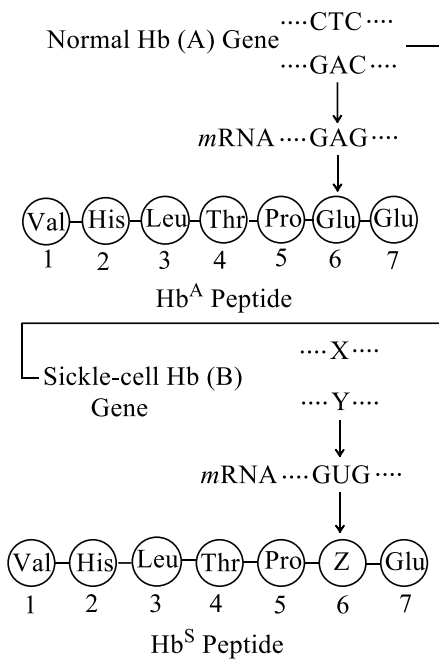 Normal Hb (A) Gene ····CTC····
····GAC····
mRNA ····GAG····
Val His Leu Thr Pro Glu Glu
1 2 3 4 5 6 7
Hb^A Peptide
Sickle-cell Hb (B)
Gene
····X····
····Y····
mRNA ····GUG····
Val His Leu Thr Pro Z Glu
1 2 3 4 5 6 7
Hb^S Peptide